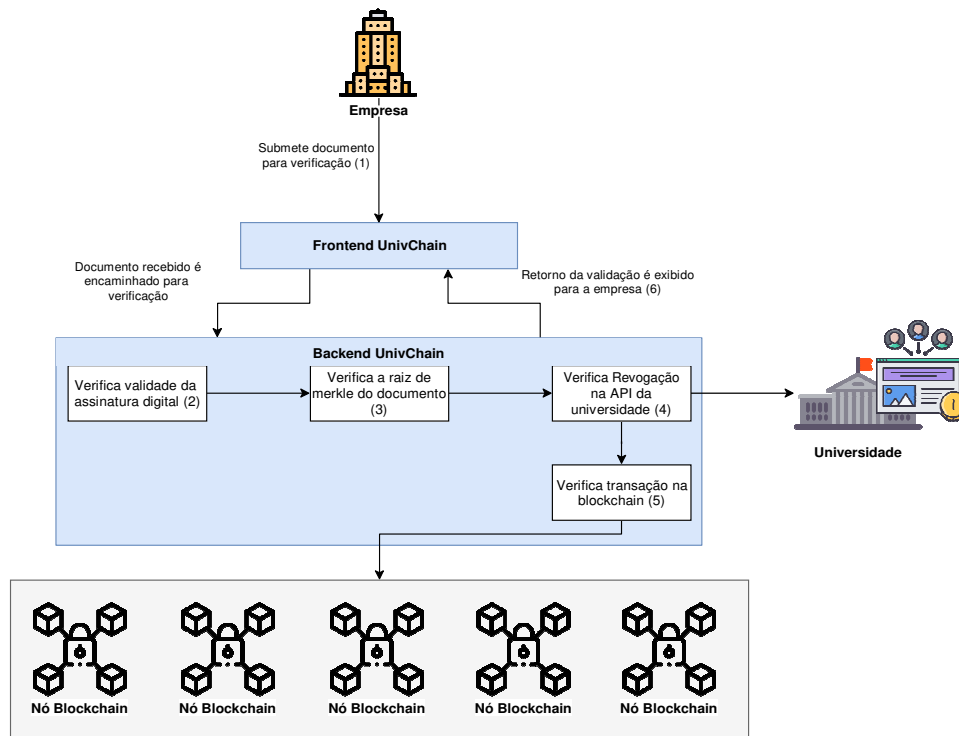 Empresa
Submete documento
para verificação (1)
Frontend UnivChain
Documento recebido é
encaminhado para
verificação
Retorno da validação é exibido
para a empresa (6)
Backend UnivChain
Verifica validade da
assinatura digital (2)
Verifica a raiz de
merkle do documento
(3)
Verifica Revogação
na API da
universidade (4)
Universidade
Verifica transação na
blockchain (5)
Nó Blockchain
Nó Blockchain
Nó Blockchain
Nó Blockchain
Nó Blockchain